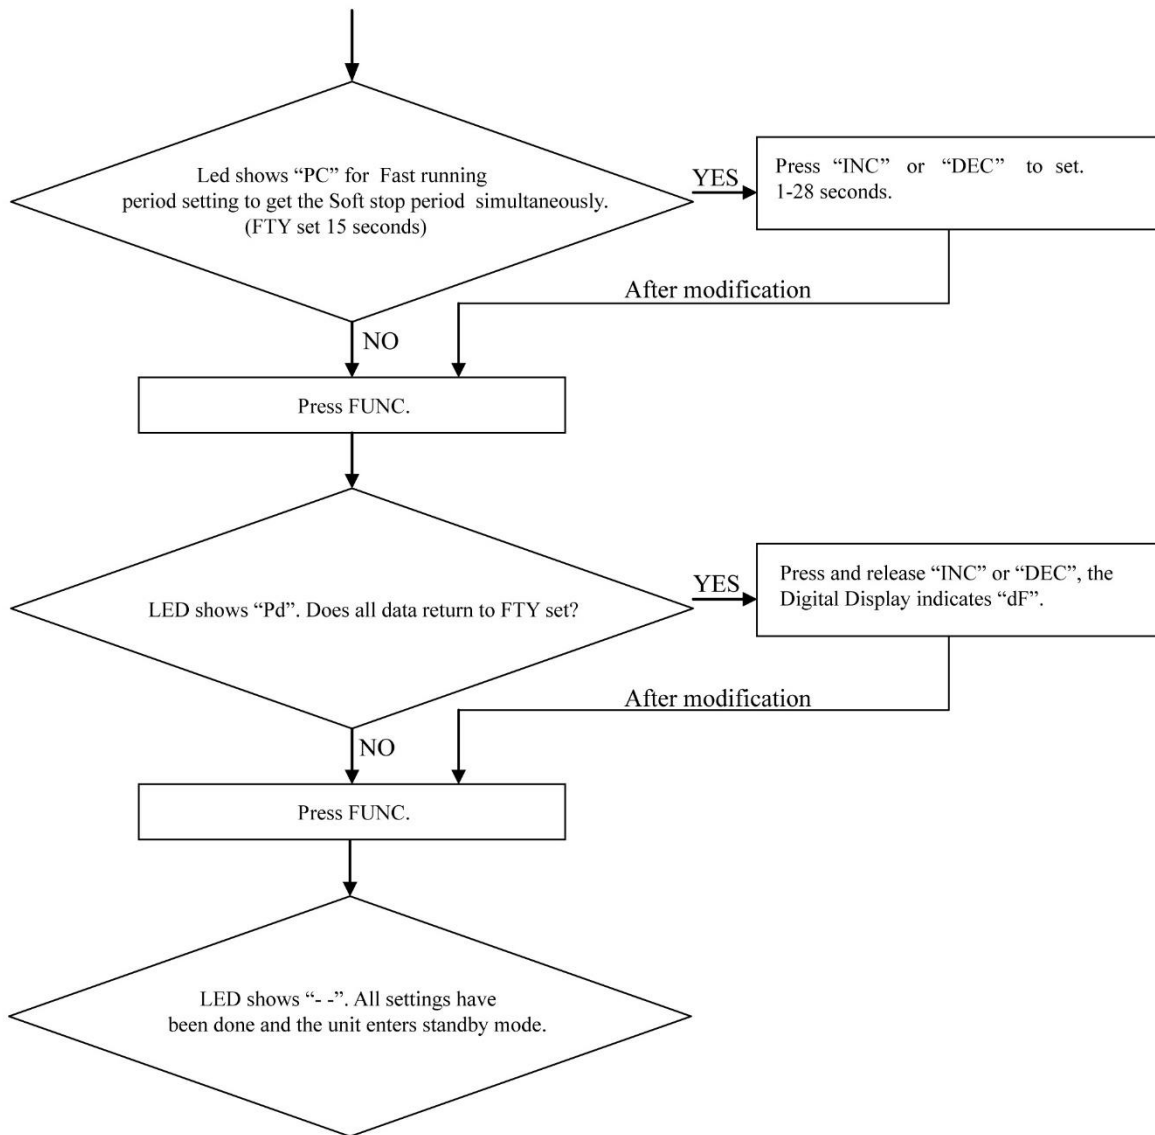 Led shows “PC” for Fast running
period setting to get the Soft stop period simultaneously.
(FTY set 15 seconds)
YES
Press “INC” or “DEC” to set.
1-28 seconds.
After modification
NO
Press FUNC.
LED shows “Pd”. Does all data return to FTY set?
YES
Press and release “INC” or “DEC”, the
Digital Display indicates “dF”.
After modification
NO
Press FUNC.
LED shows “- -”. All settings have
been done and the unit enters standby mode.